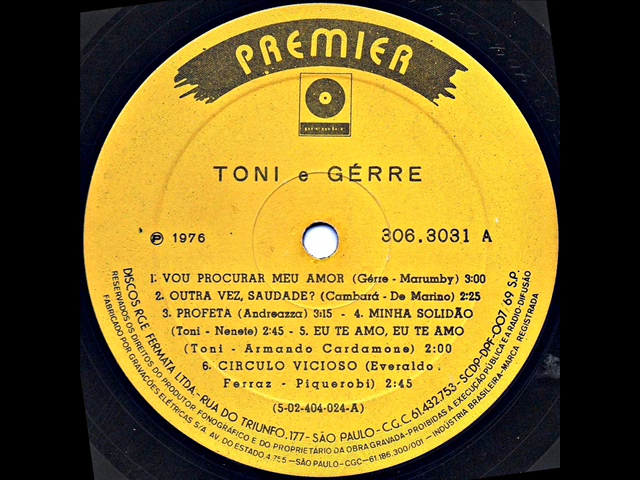 PREMIER
premier
TONI e GÉRRE
℗ 1976
306.3031 A
1. VOU PROCURAR MEU AMOR (Gérre - Marumby) 3:00
2. OUTRA VEZ, SAUDADE? (Cambará - De Marino) 2:25
3. PROFETA (Andreazza) 3:15 - 4. MINHA SOLIDÃO
(Toni - Nenete) 2:45 - 5. EU TE AMO, EU TE AMO
(Toni - Armando Cardamone) 2:00
6. CIRCULO VICIOSO (Everaldo.
Ferraz - Piquerobi) 2:45
(5-02-404-024-A)
DISCOS RGE FERMATA LTDA.-RUA DO TRIUNFO, 177-SÃO PAULO-C.G.C. 61.432.753-SCDP-DPF-007/69 S.P.
RESERVADOS OS DIREITOS DO PRODUTOR FONOGRÁFICO E DO PROPRIETÁRIO DA OBRA GRAVADA-PROIBIDAS A EXECUÇÃO PÚBLICA E A RADIO-DIFUSÃO
FABRICADO POR GRAVAÇÕES ELÉTRICAS S/A AV. DO ESTADO 4.755-SÃO PAULO-CGC-61.186.300/001-INDÚSTRIA BRASILEIRA-MARCA REGISTRADA